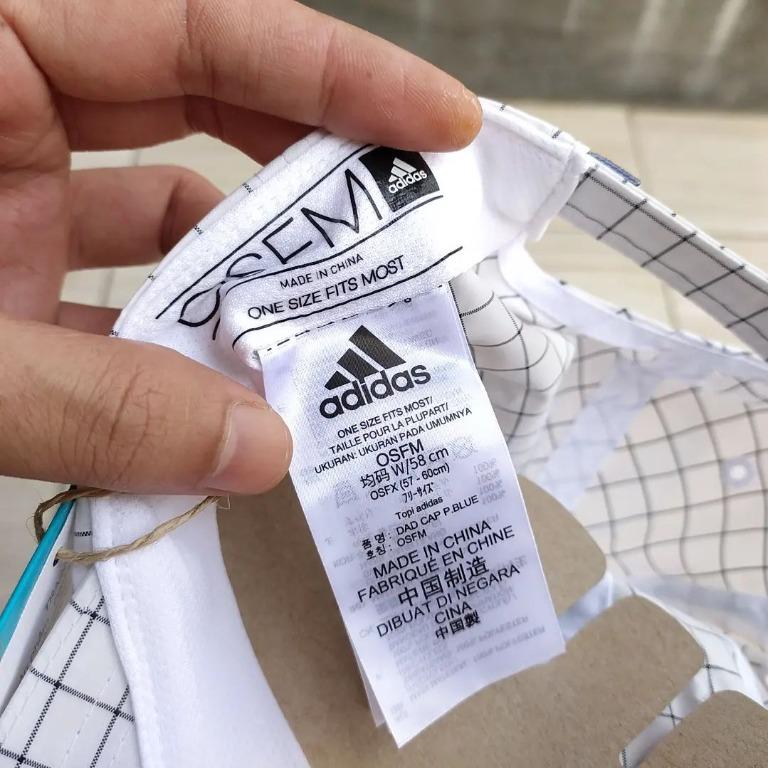 adidas
OSFM
MADE IN CHINA
ONE SIZE FITS MOST
adidas
ONE SIZE FITS MOST/
TAILLE POUR LA PLUPART/
UKURAN: UKURAN PADA UMUMNYA
OSFM
均码 W/58 cm
OSFX (57 - 60cm)
フリーサイズ
Topi adidas
品 명 : DAD CAP P.BLUE
호칭 : OSFM
MADE IN CHINA
FABRIQUÉ EN CHINE
中国制造
DIBUAT DI NEGARA
CINA
中国製